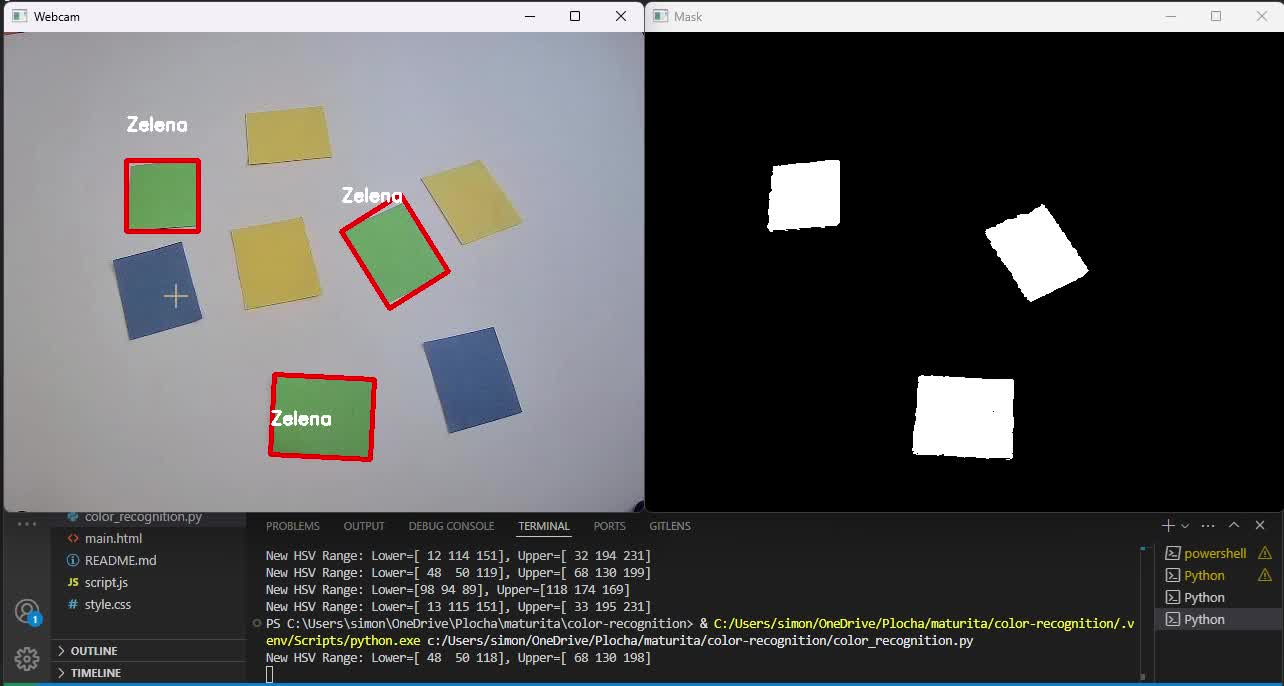 Webcam
Mask
Zelena
Zelena
Zelena
color_recognition.py
main.html
README.md
JS script.js
# style.css
OUTLINE
TIMELINE
1
PROBLEMS OUTPUT DEBUG CONSOLE TERMINAL PORTS GITLENS
New HSV Range: Lower=[ 12 114 151], Upper=[ 32 194 231]
New HSV Range: Lower=[ 48  50 119], Upper=[ 68 130 199]
New HSV Range: Lower=[98 94 89], Upper=[118 174 169]
New HSV Range: Lower=[ 13 115 151], Upper=[ 33 195 231]
PS C:\Users\simon\OneDrive\Plocha\maturita\color-recognition> & C:/Users/simon/OneDrive/Plocha/maturita/color-recognition/.v
env/Scripts/python.exe c:/Users/simon/OneDrive/Plocha/maturita/color-recognition/color_recognition.py
New HSV Range: Lower=[ 48  50 118], Upper=[ 68 130 198]
powershell
Python
Python
Python